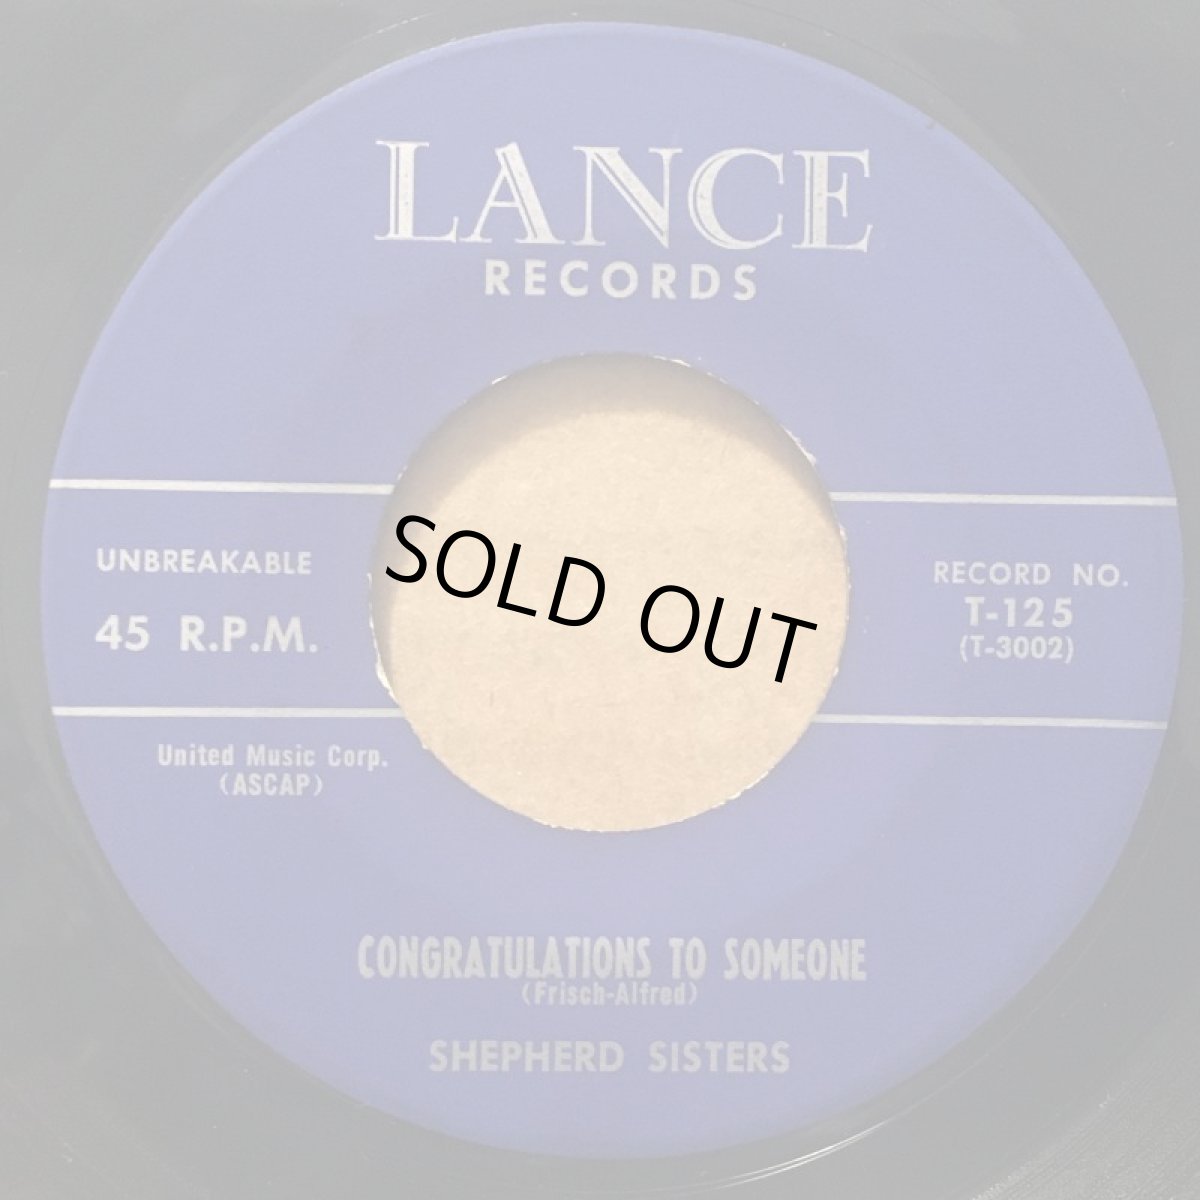 LANCE
RECORDS
UNBREAKABLE
45 R.P.M.
RECORD NO.
T-125
(T-3002)
SOLD OUT
United Music Corp.
(ASCAP)
CONGRATULATIONS TO SOMEONE
(Frisch-Alfred)
SHEPHERD SISTERS